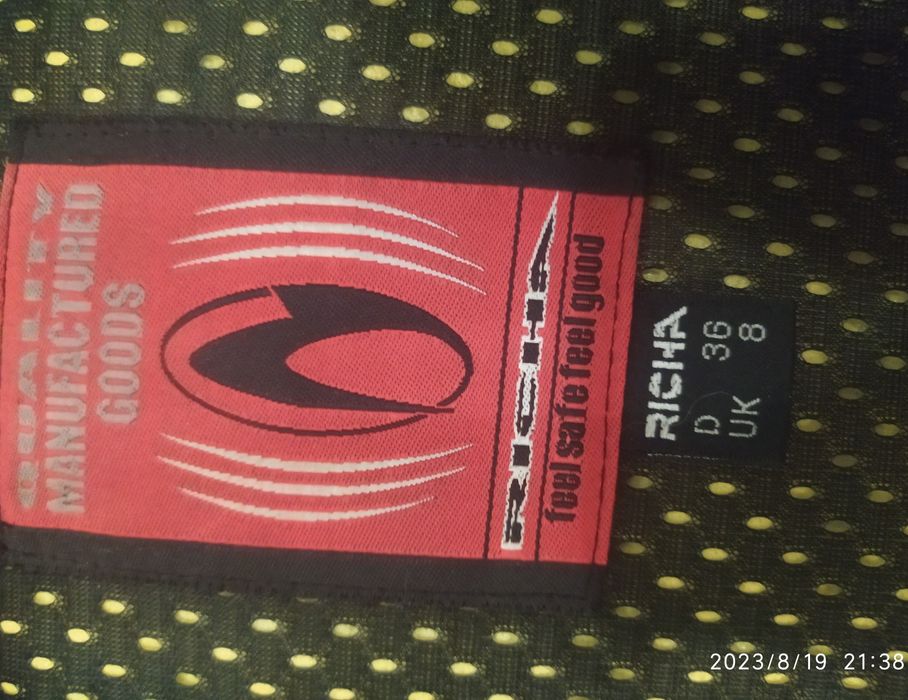 QUALITY
MANUFACTURED
GOODS
RICHA
feel safe feel good
RICHA
D 36
UK 8
2023/8/19 21:38